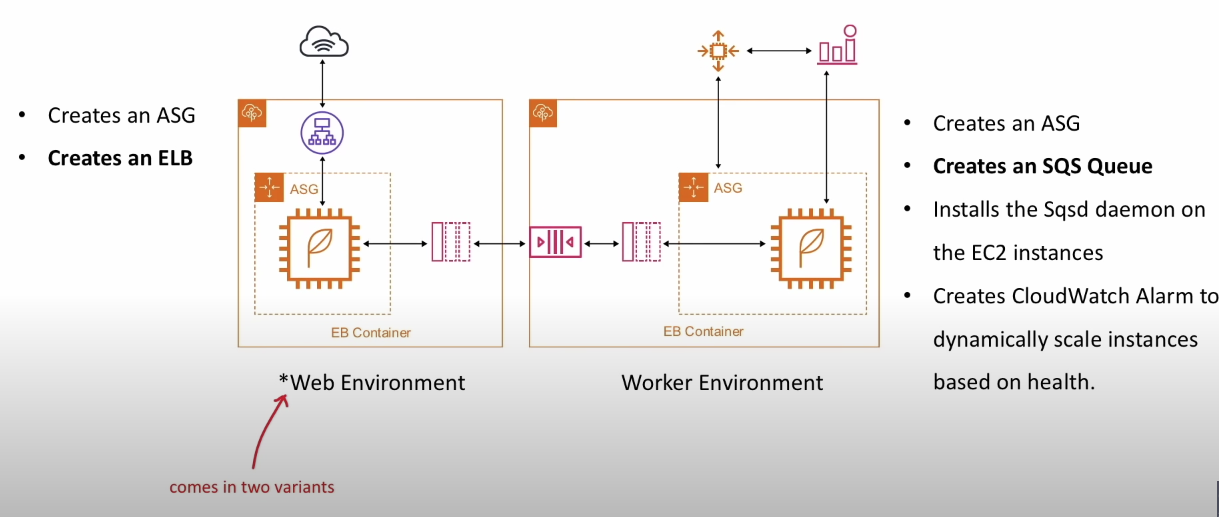 • Creates an ASG
• Creates an ELB
ASG
EB Container
*Web Environment
comes in two variants
ASG
EB Container
Worker Environment
• Creates an ASG
• Creates an SQS Queue
• Installs the Sqsd daemon on
the EC2 instances
• Creates CloudWatch Alarm to
dynamically scale instances
based on health.